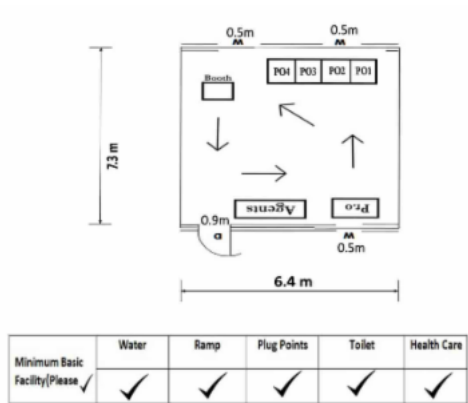 0.5m 0.5m
W W
PO4 PO3 PO2 PO1
Booth
7.3 m
Agents Pr.o
0.9m
D W
0.5m
6.4 m
Water Ramp Plug Points Toilet Health Care
Minimum Basic
Facility(Please ✓ ✓ ✓ ✓ ✓ ✓